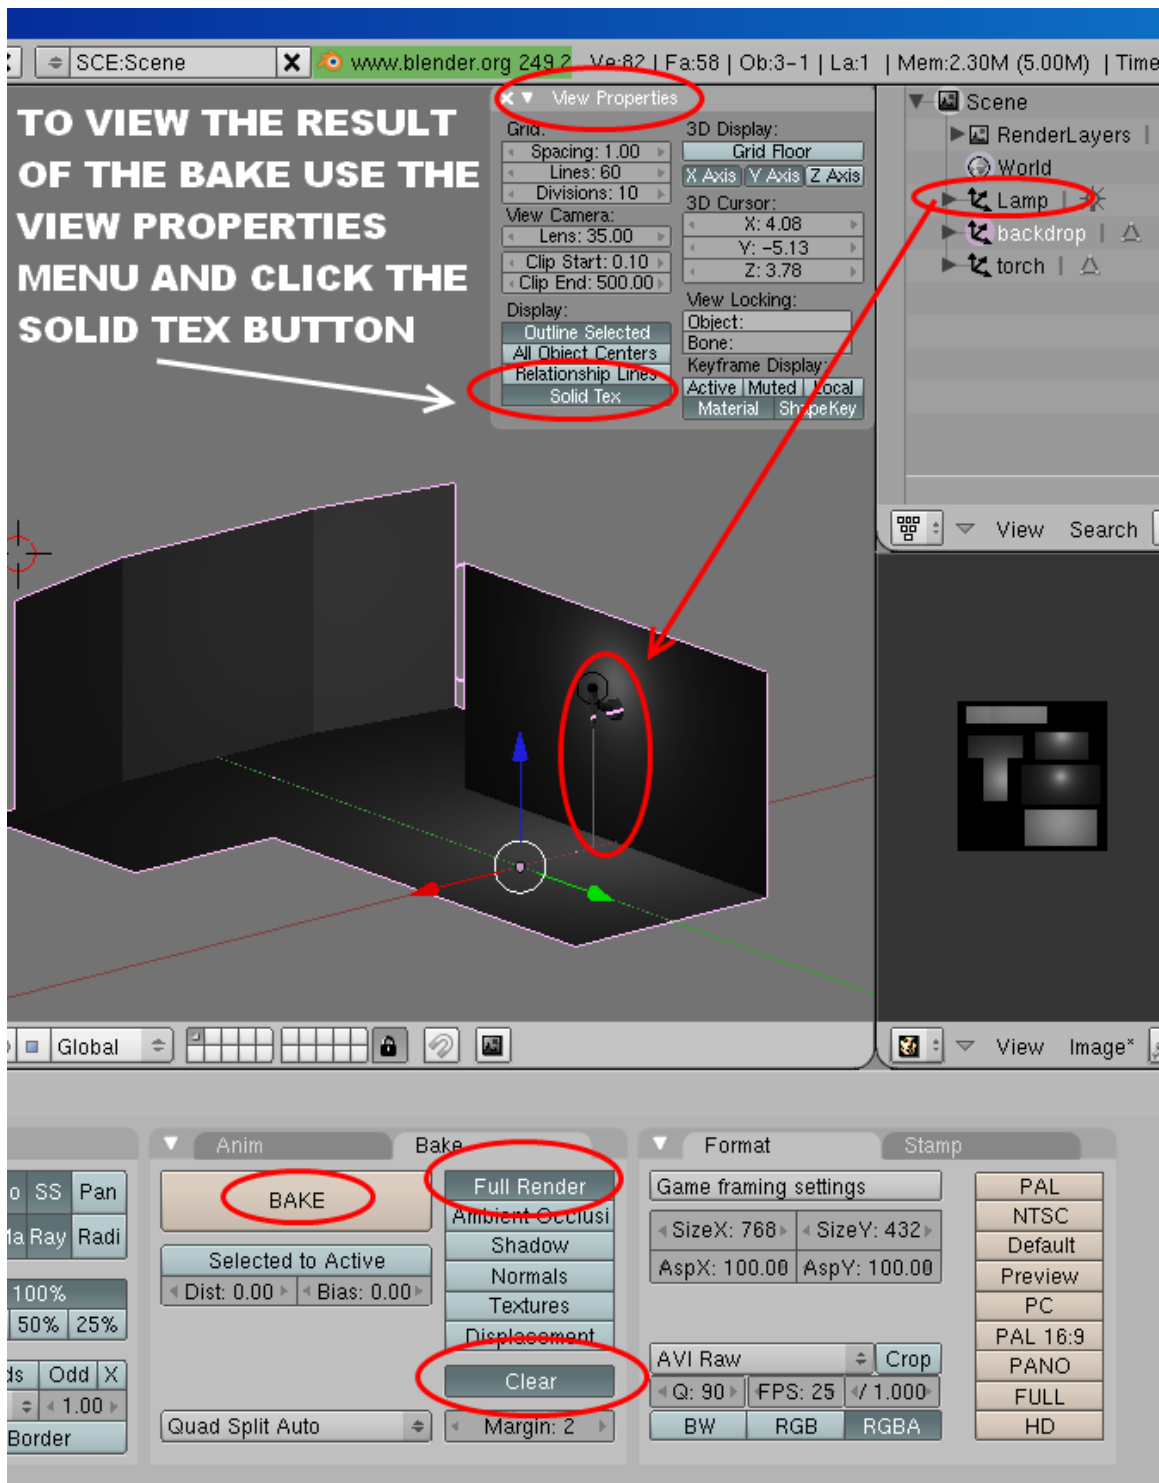 SCE:Scene
www.blender.org 249.2 Ve:82 | Fa:58 | Ob:3-1 | La:1 | Mem:2.30M (5.00M) | Time
TO VIEW THE RESULT
OF THE BAKE USE THE
VIEW PROPERTIES
MENU AND CLICK THE
SOLID TEX BUTTON
View Properties
Grid:
Spacing: 1.00
Lines: 60
Divisions: 10
View Camera:
Lens: 35.00
Clip Start: 0.10
Clip End: 500.00
Display:
Outline Selected
All Object Centers
Relationship Lines
Solid Tex
3D Display:
Grid Floor
X Axis Y Axis Z Axis
3D Cursor:
X: 4.08
Y: -5.13
Z: 3.78
View Locking:
Object:
Bone:
Keyframe Display:
Active Muted Local
Material ShapeKey
Scene
RenderLayers |
World
Lamp |
backdrop |
torch |
View Search
Global
View Image*
o SS Pan
Ray Radi
100%
50% 25%
ds Odd X
1.00
Border
Anim Bake
BAKE
Selected to Active
Dist: 0.00 Bias: 0.00
Quad Split Auto
Full Render
Ambient Occlusi
Shadow
Normals
Textures
Displacement
Clear
Margin: 2
Format Stamp
Game framing settings
SizeX: 768 SizeY: 432
AspX: 100.00 AspY: 100.00
AVI Raw Crop
Q: 90 FPS: 25 / 1.000
BW RGB RGBA
PAL
NTSC
Default
Preview
PC
PAL 16:9
PANO
FULL
HD